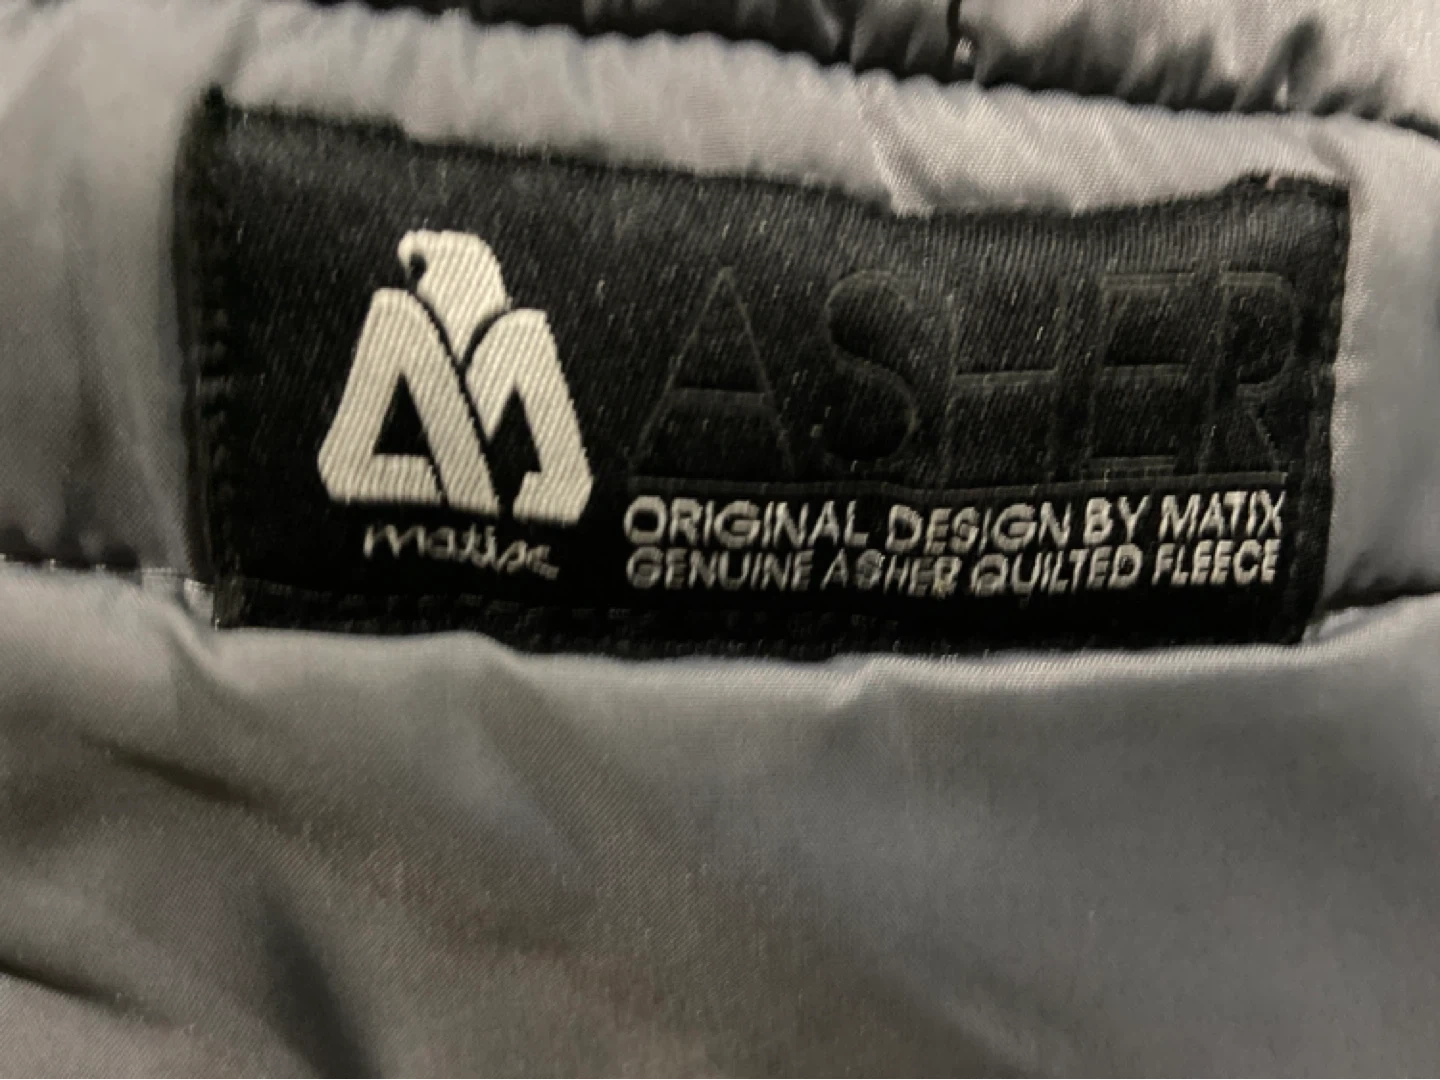 ASHER
matix
ORIGINAL DESIGN BY MATIX
GENUINE ASHER QUILTED FLEECE